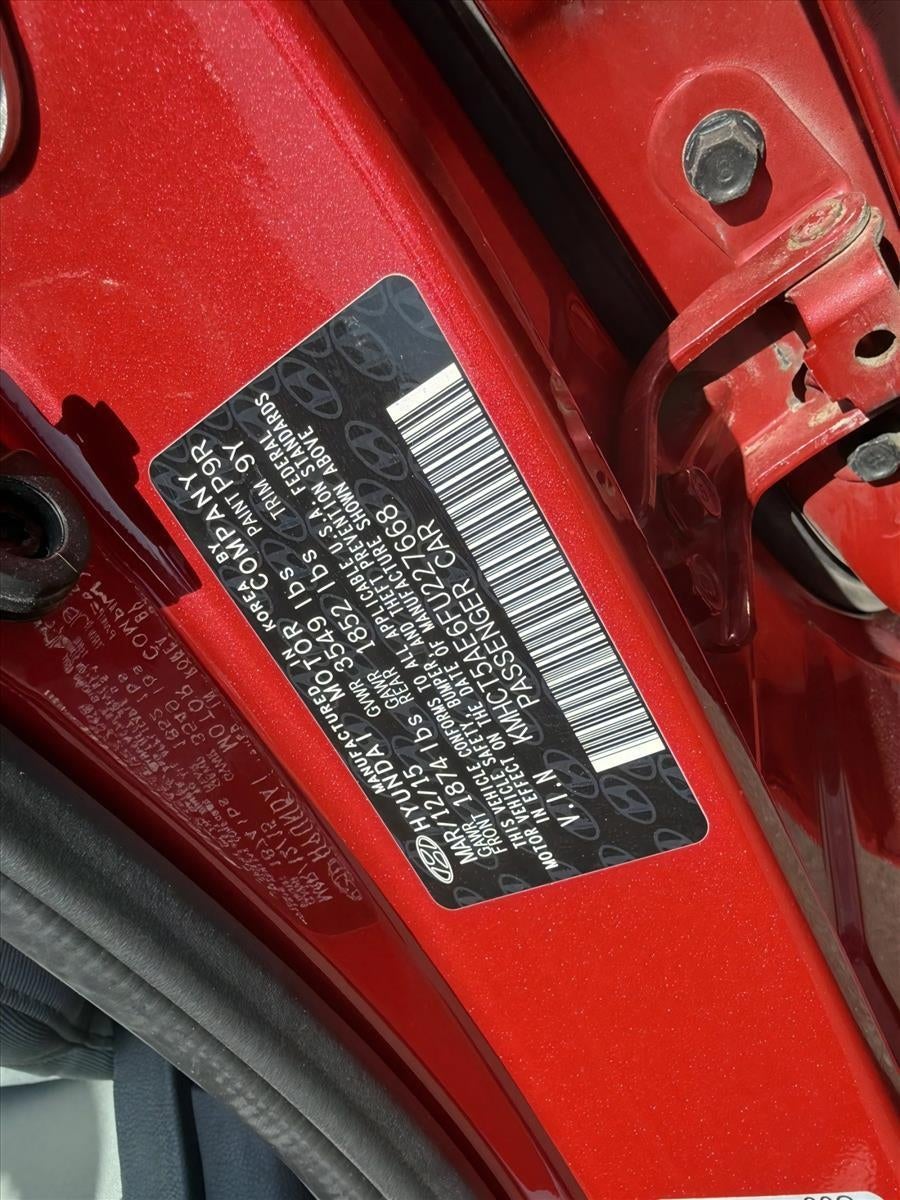 MANUFACTURED IN KOREA BY
HYUNDAI MOTOR COMPANY
MAR/12/15 GVWR 3549 lbs PAINT P9R
GAWR FRONT 1874 lbs GAWR REAR 1852 lbs TRIM 9Y
THIS VEHICLE CONFORMS TO ALL APPLICABLE U.S.A FEDERAL
MOTOR VEHICLE SAFETY BUMPER AND THEFT PREVENTION STANDARDS
IN EFFECT ON THE DATE OF MANUFACTURE SHOWN ABOVE
V.I.N KMHCT5AE6FU227668
PASSENGER CAR